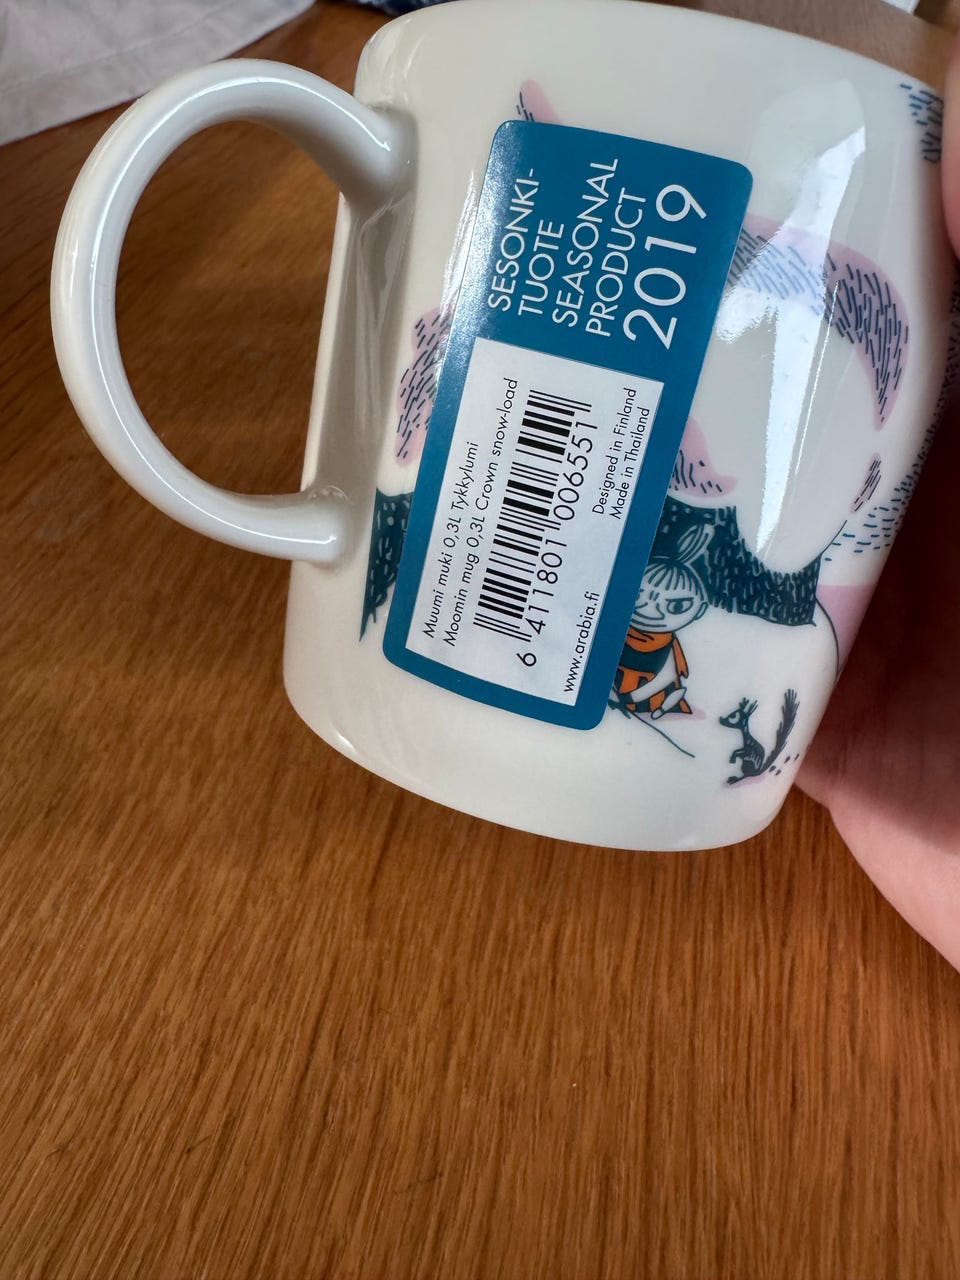 SESONKI-
TUOTE
SEASONAL
PRODUCT
2019
Muumi muki 0,3L Tykkylumi
Moomin mug 0,3L Crown snow-load
6 411801 006551
Designed in Finland
Made in Thailand
www.arabia.fi